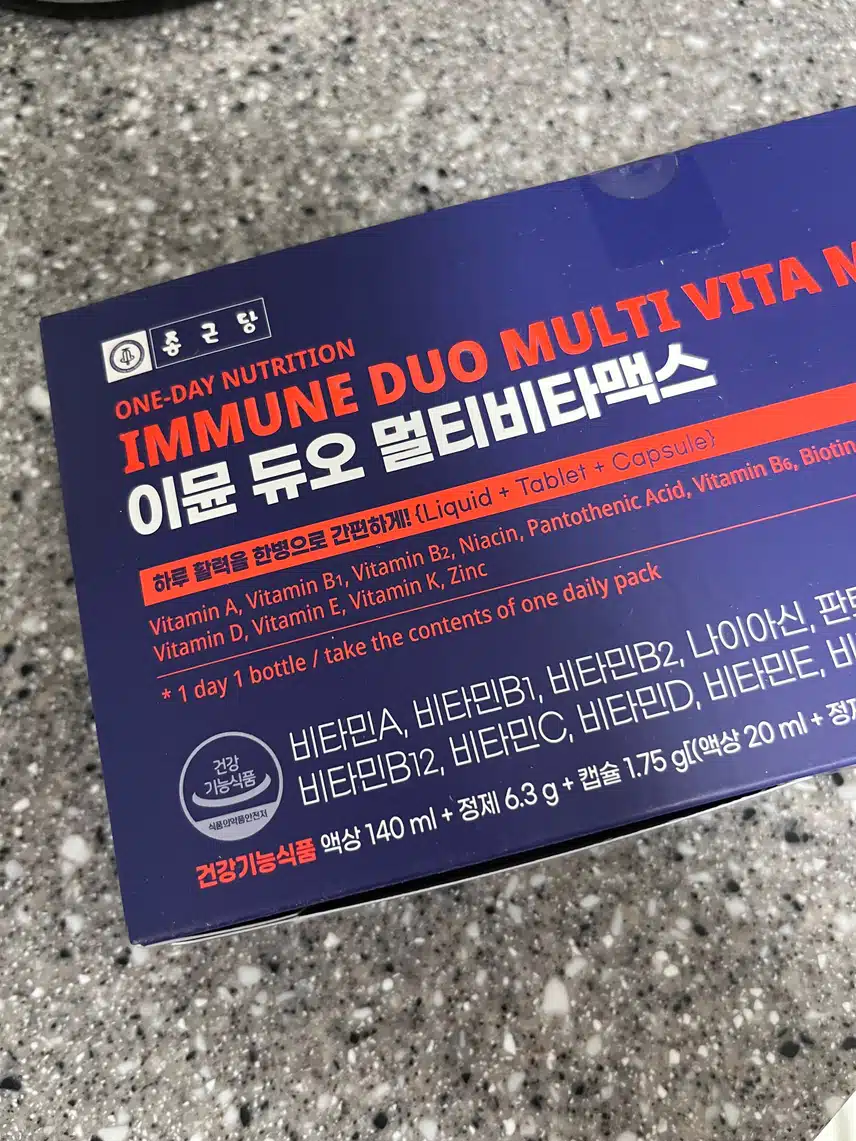 종근당
ONE-DAY NUTRITION
IMMUNE DUO MULTI VITA M
이뮨 듀오 멀티비타맥스
하루 활력을 한병으로 간편하게! {Liquid + Tablet + Capsule}
Vitamin A, Vitamin B1, Vitamin B2, Niacin, Pantothenic Acid, Vitamin B6, Biotin
Vitamin D, Vitamin E, Vitamin K, Zinc
* 1 day 1 bottle / take the contents of one daily pack
비타민A, 비타민B1, 비타민B2, 나이아신, 판토
비타민B12, 비타민C, 비타민D, 비타민E, 비
건강
기능식품
식품의약품안전처
건강기능식품 액상 140 ml + 정제 6.3 g + 캡슐 1.75 g[(액상 20 ml + 정제